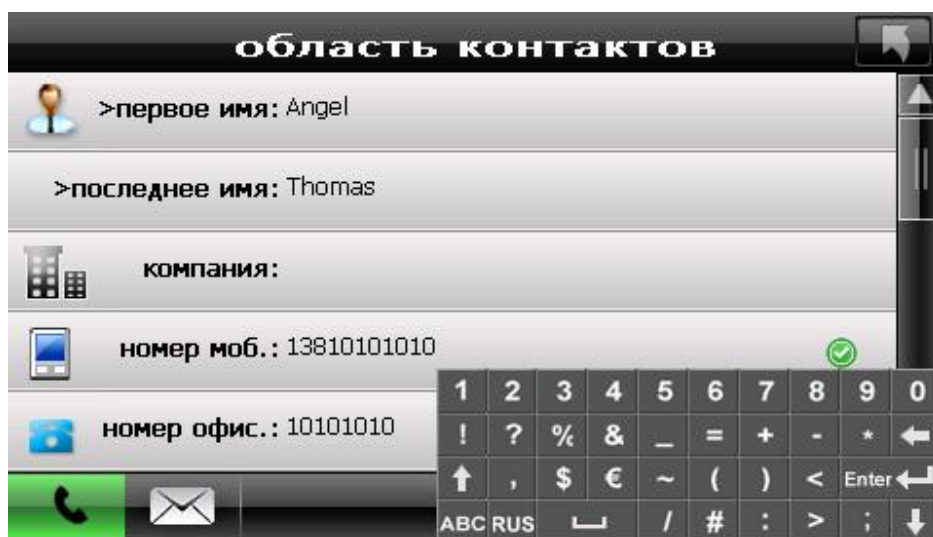 область контактов
>первое имя: Angel
>последнее имя: Thomas
компания:
номер моб.: 13810101010
номер офис.: 10101010
1 2 3 4 5 6 7 8 9 0
! ? % & _ = + - *
, $ € ~ ( ) < Enter
ABC RUS / # : > ;